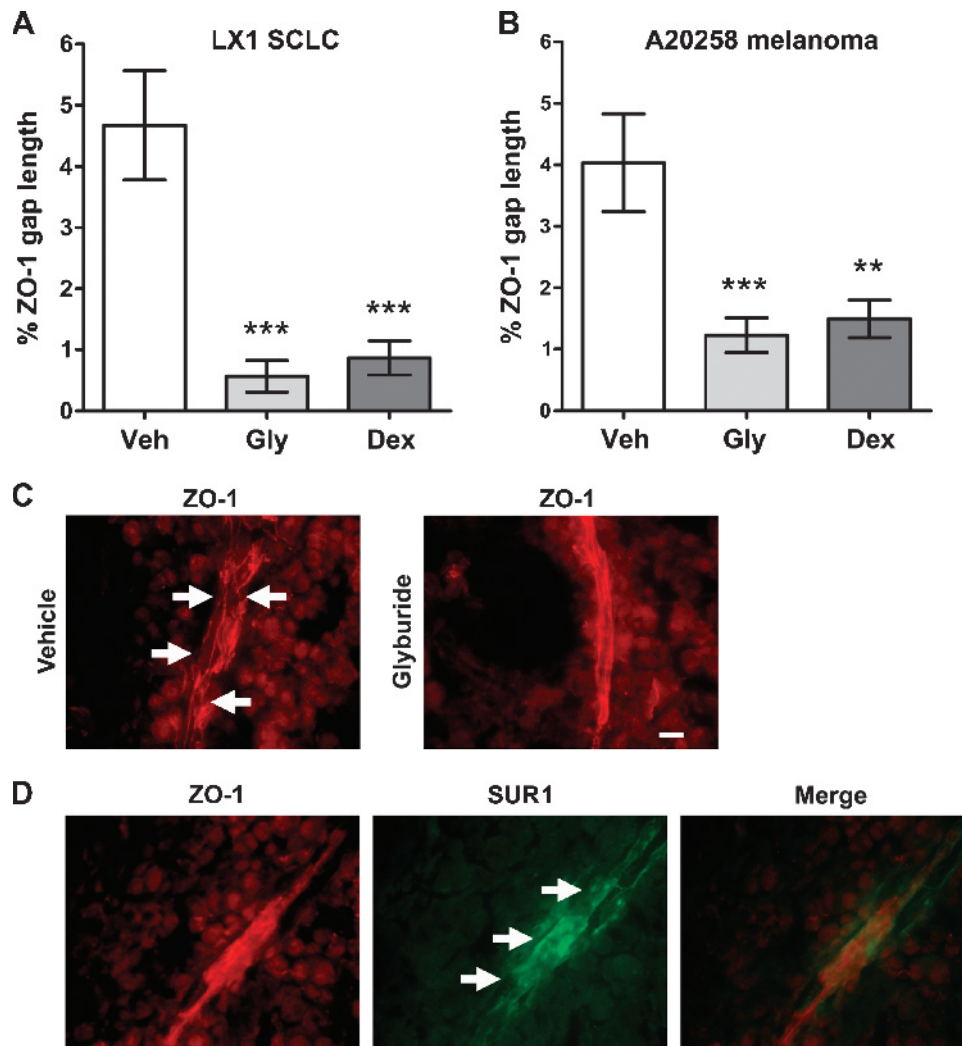 A
LX1 SCLC
% ZO-1 gap length
6
5
4
3
2
1
0
***
***
Veh Gly Dex
B
A20258 melanoma
% ZO-1 gap length
6
5
4
3
2
1
0
***
**
Veh Gly Dex
C
ZO-1
Vehicle
ZO-1
Glyburide
D
ZO-1 SUR1 Merge